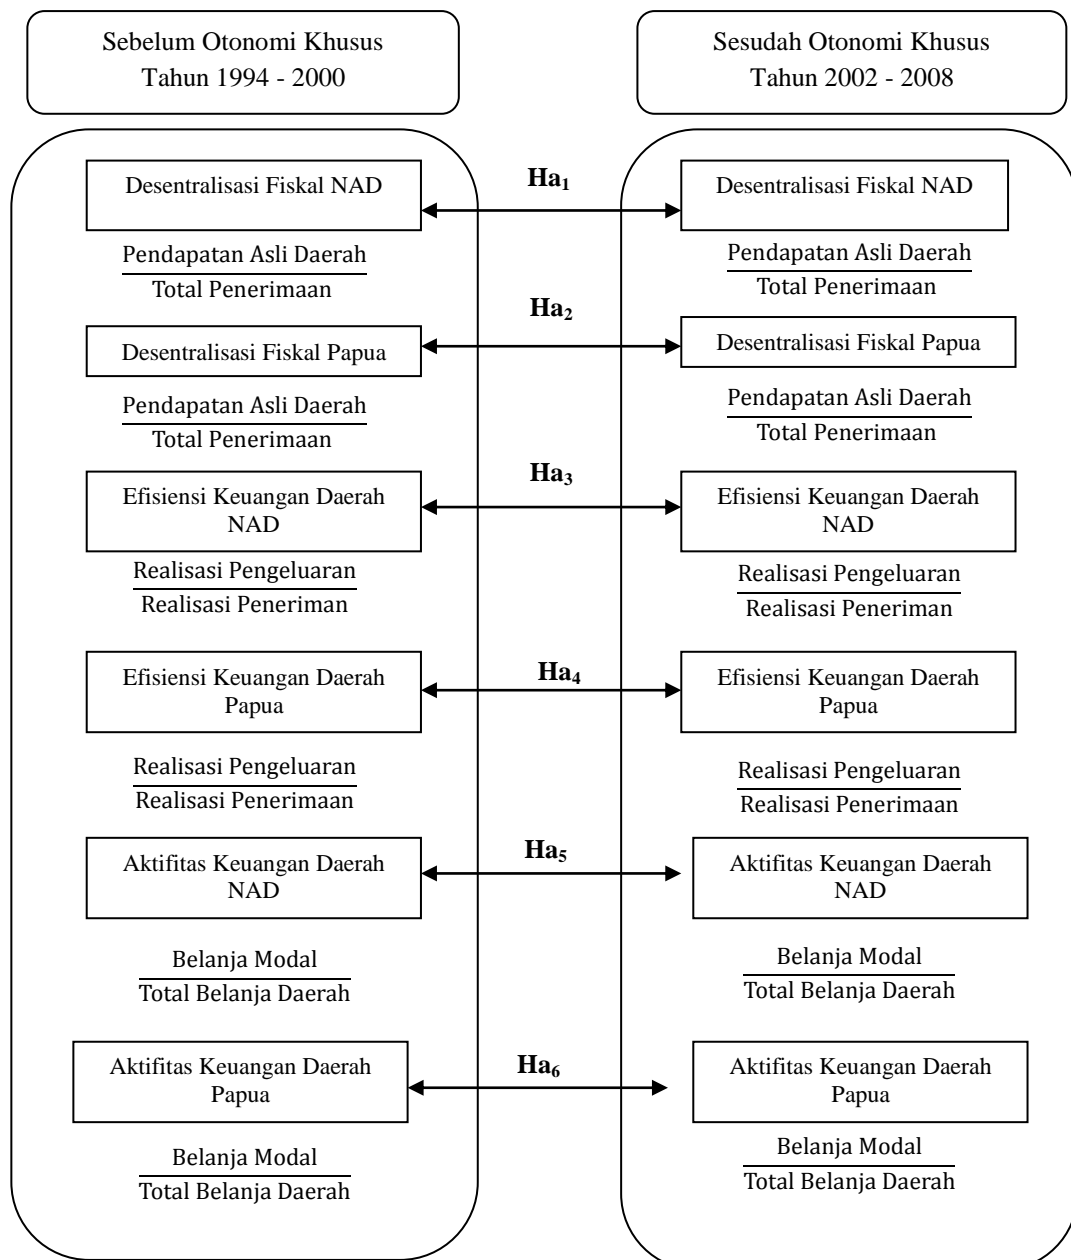 Sebelum Otonomi Khusus
Tahun 1994 - 2000
Sesudah Otonomi Khusus
Tahun 2002 - 2008
Desentralisasi Fiskal NAD
Ha₁
Desentralisasi Fiskal NAD
Pendapatan Asli Daerah
Total Penerimaan
Pendapatan Asli Daerah
Total Penerimaan
Desentralisasi Fiskal Papua
Ha₂
Desentralisasi Fiskal Papua
Pendapatan Asli Daerah
Total Penerimaan
Pendapatan Asli Daerah
Total Penerimaan
Efisiensi Keuangan Daerah
NAD
Ha₃
Efisiensi Keuangan Daerah
NAD
Realisasi Pengeluaran
Realisasi Peneriman
Realisasi Pengeluaran
Realisasi Peneriman
Efisiensi Keuangan Daerah
Papua
Ha₄
Efisiensi Keuangan Daerah
Papua
Realisasi Pengeluaran
Realisasi Penerimaan
Realisasi Pengeluaran
Realisasi Penerimaan
Aktifitas Keuangan Daerah
NAD
Ha₅
Aktifitas Keuangan Daerah
NAD
Belanja Modal
Total Belanja Daerah
Belanja Modal
Total Belanja Daerah
Aktifitas Keuangan Daerah
Papua
Ha₆
Aktifitas Keuangan Daerah
Papua
Belanja Modal
Total Belanja Daerah
Belanja Modal
Total Belanja Daerah